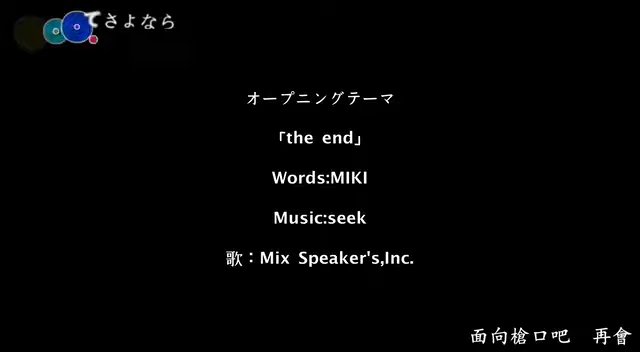 てさよなら
オープニングテーマ
「the end」
Words:MIKI
Music:seek
歌：Mix Speaker's,Inc.
面向槍口吧　再會